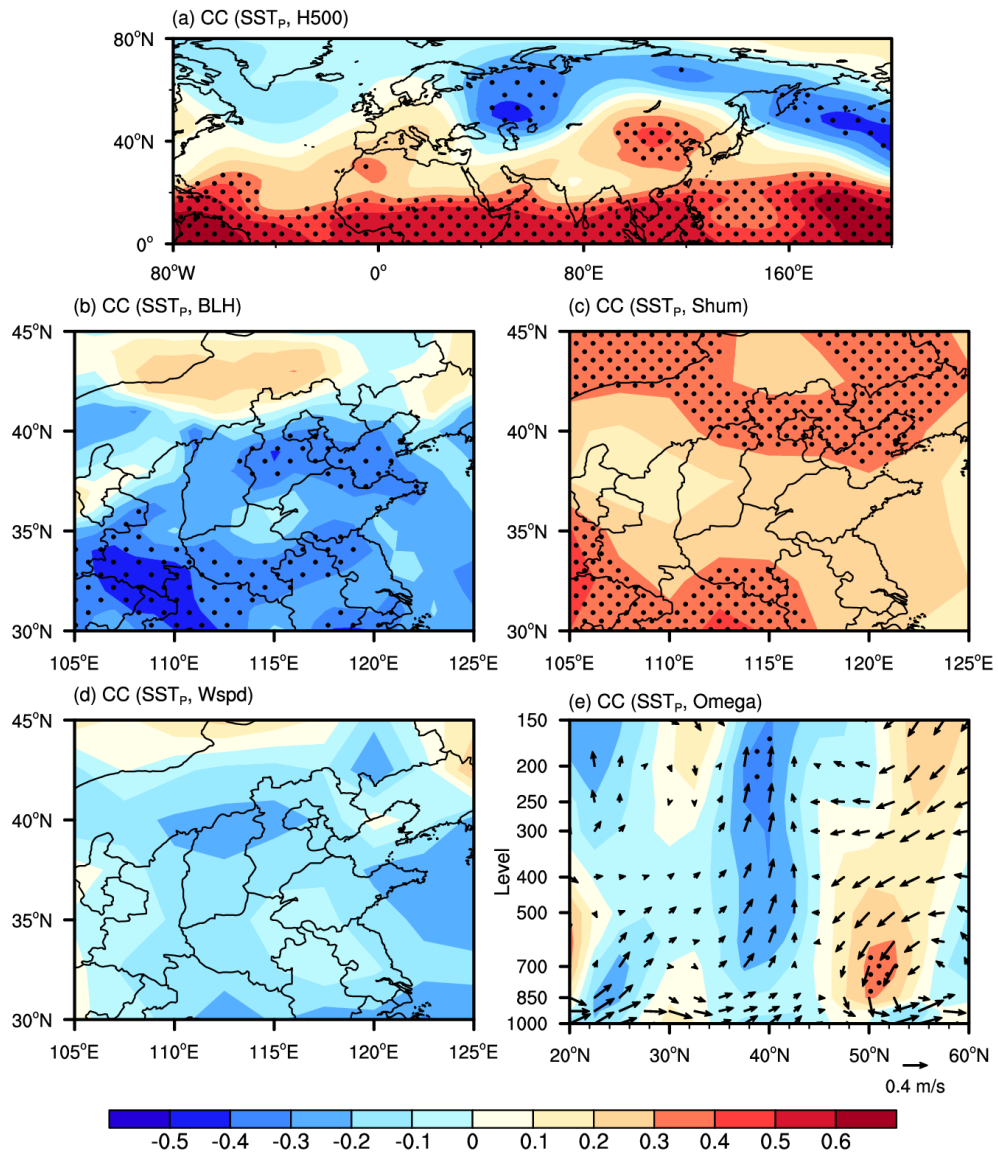 (a) CC (SSTₚ, H500)
80°N
40°N
0°
80°W 0° 80°E 160°E
(b) CC (SSTₚ, BLH)
45°N
40°N
35°N
30°N
105°E 110°E 115°E 120°E 125°E
(c) CC (SSTₚ, Shum)
45°N
40°N
35°N
30°N
105°E 110°E 115°E 120°E 125°E
(d) CC (SSTₚ, Wspd)
45°N
40°N
35°N
30°N
105°E 110°E 115°E 120°E 125°E
(e) CC (SSTₚ, Omega)
Level
150
200
250
300
400
500
700
850
1000
20°N 30°N 40°N 50°N 60°N
0.4 m/s
-0.5 -0.4 -0.3 -0.2 -0.1 0 0.1 0.2 0.3 0.4 0.5 0.6